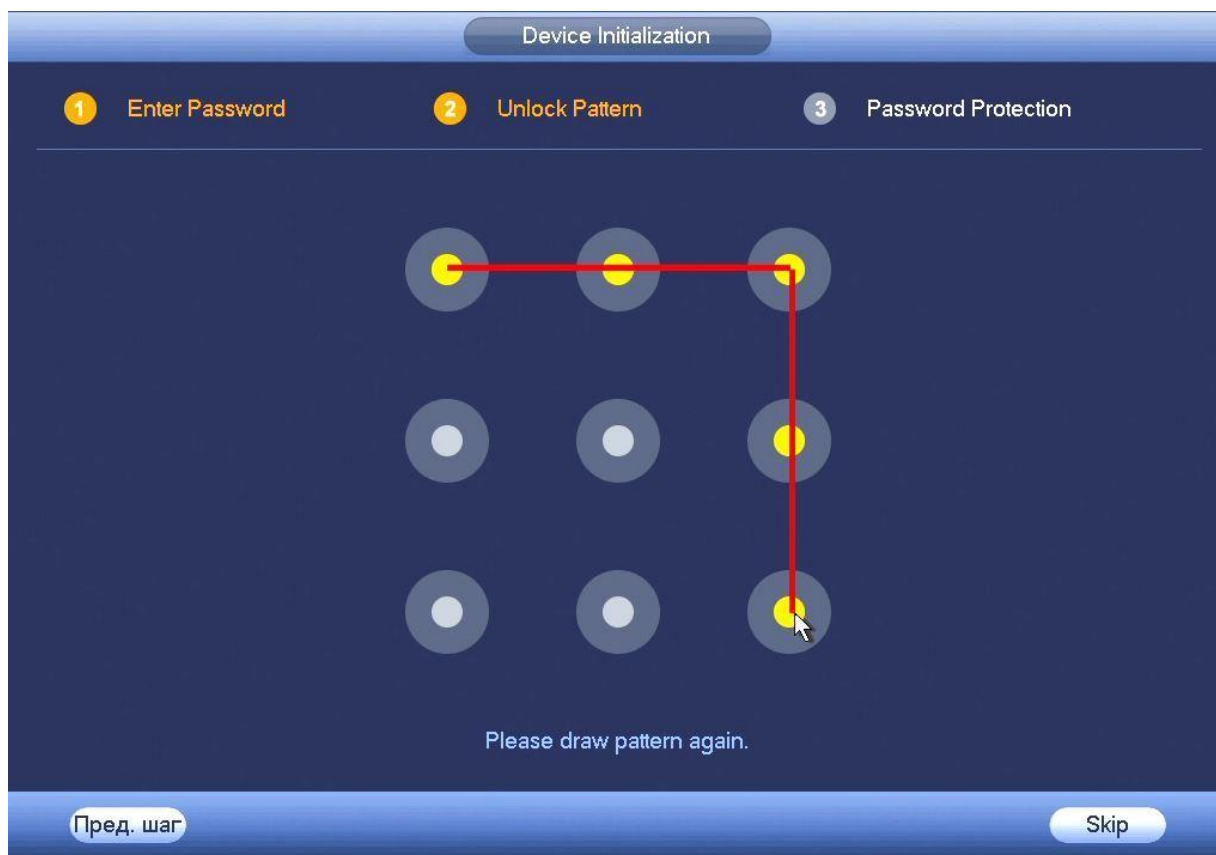 Device Initialization
1 Enter Password 2 Unlock Pattern 3 Password Protection
Please draw pattern again.
Пред. шаг Skip